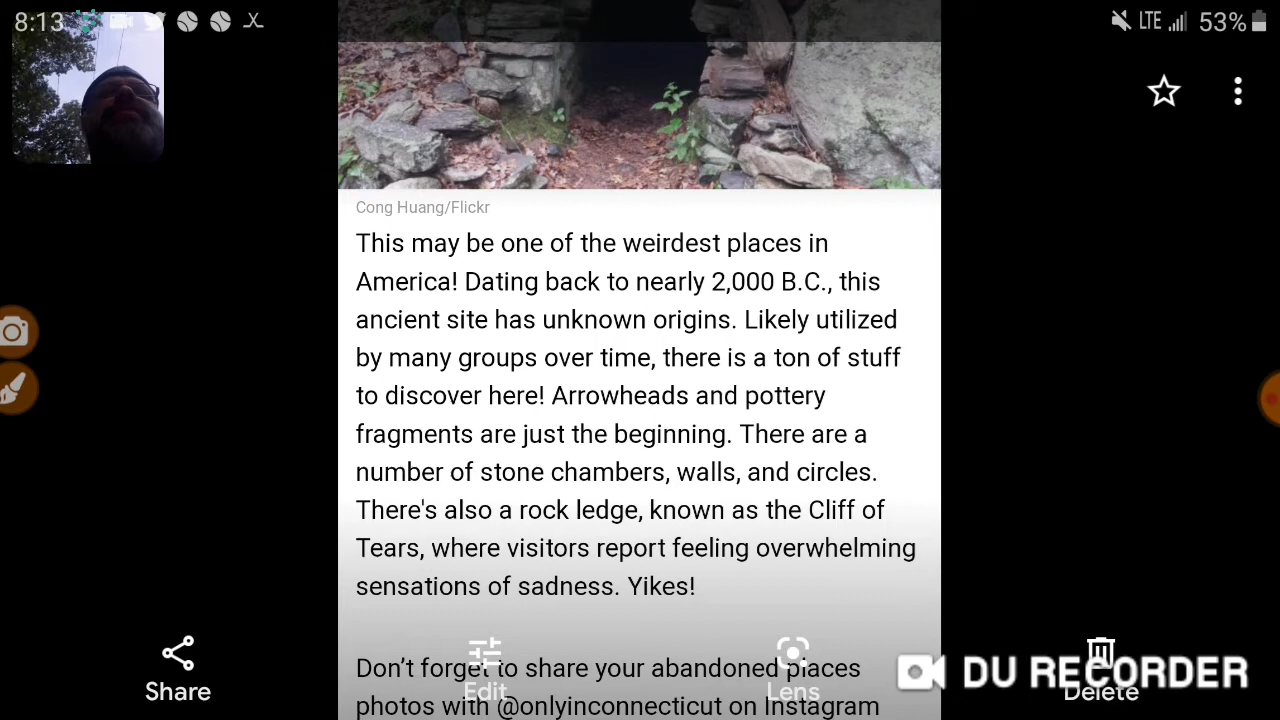 8:13
LTE 53%
Cong Huang/Flickr
This may be one of the weirdest places in
America! Dating back to nearly 2,000 B.C., this
ancient site has unknown origins. Likely utilized
by many groups over time, there is a ton of stuff
to discover here! Arrowheads and pottery
fragments are just the beginning. There are a
number of stone chambers, walls, and circles.
There's also a rock ledge, known as the Cliff of
Tears, where visitors report feeling overwhelming
sensations of sadness. Yikes!
Don’t forget to share your abandoned places
photos with @onlyinconnecticut on Instagram
Share
Edit
Lens
Delete
DU RECORDER